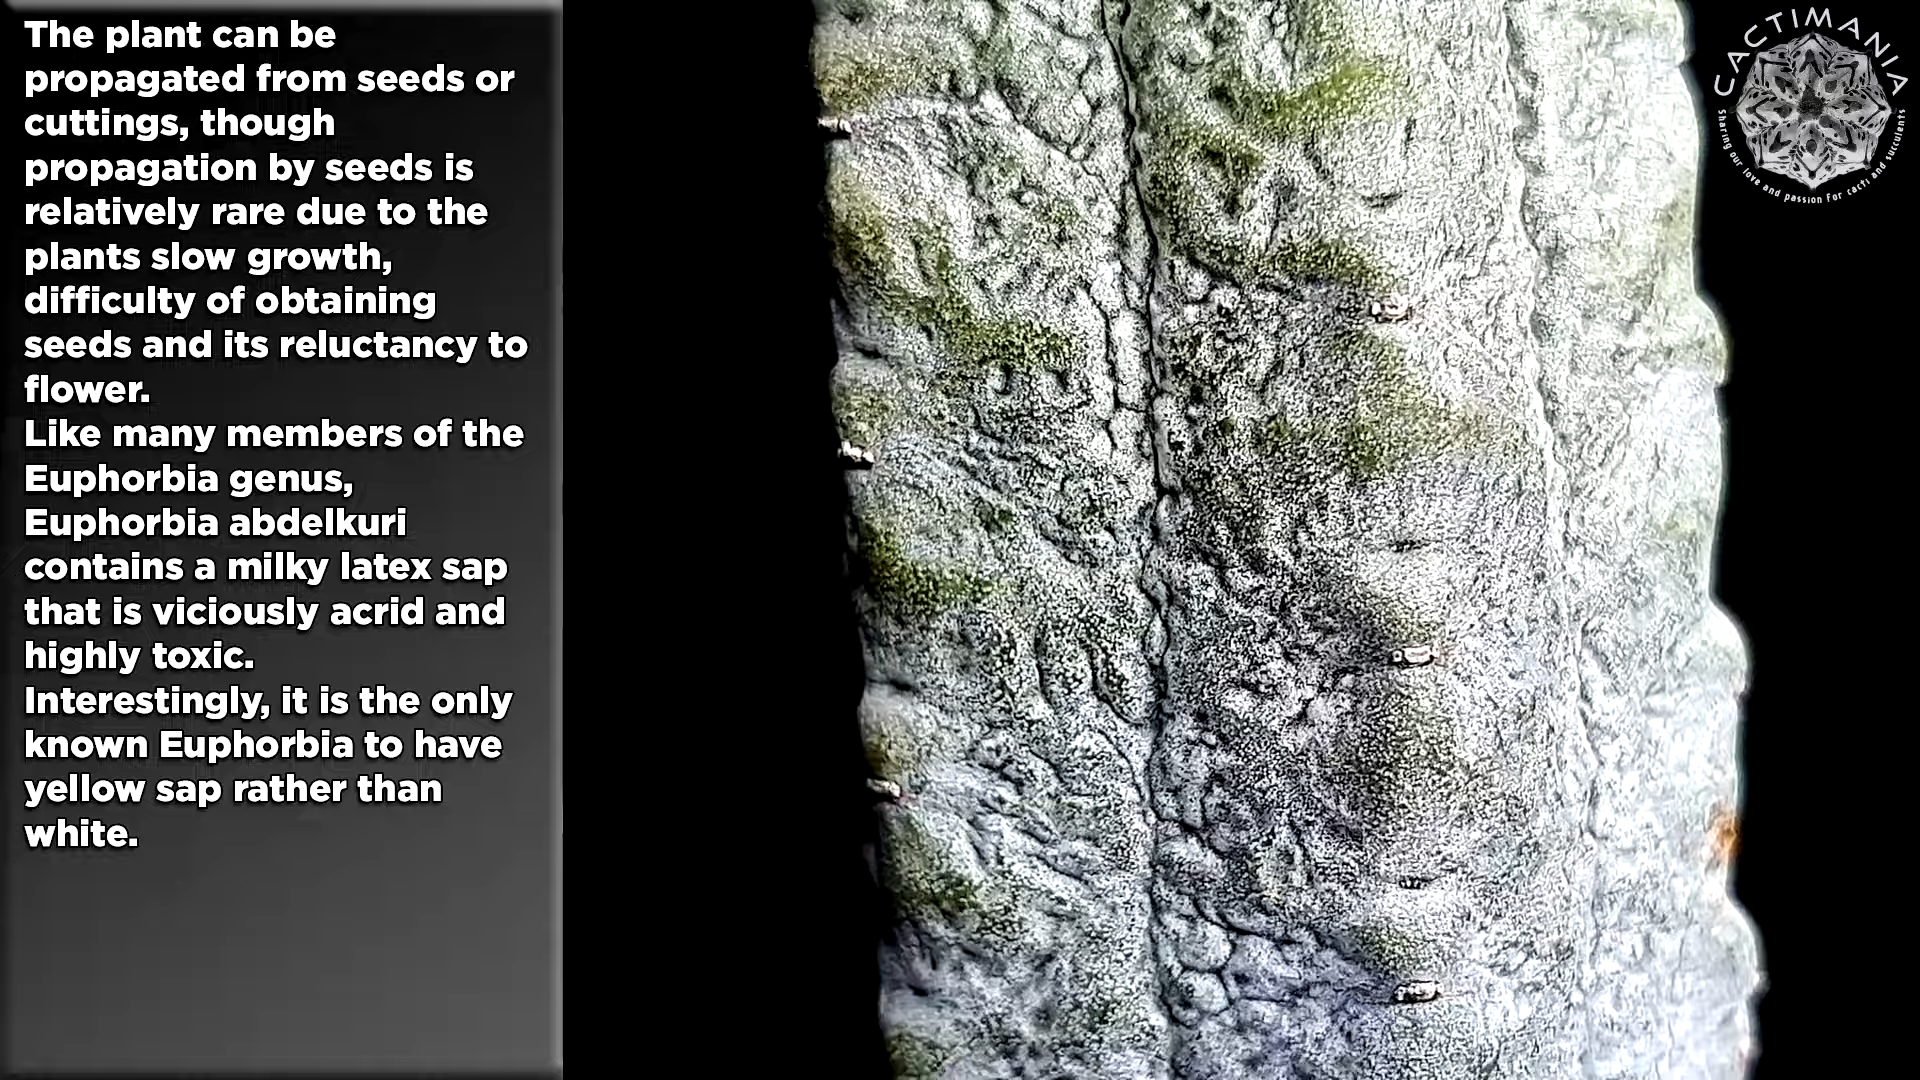 The plant can be
propagated from seeds or
cuttings, though
propagation by seeds is
relatively rare due to the
plants slow growth,
difficulty of obtaining
seeds and its reluctancy to
flower.
Like many members of the
Euphorbia genus,
Euphorbia abdelkuri
contains a milky latex sap
that is viciously acrid and
highly toxic.
Interestingly, it is the only
known Euphorbia to have
yellow sap rather than
white.
CACTIMANIA
sharing our love and passion for cacti and succulents